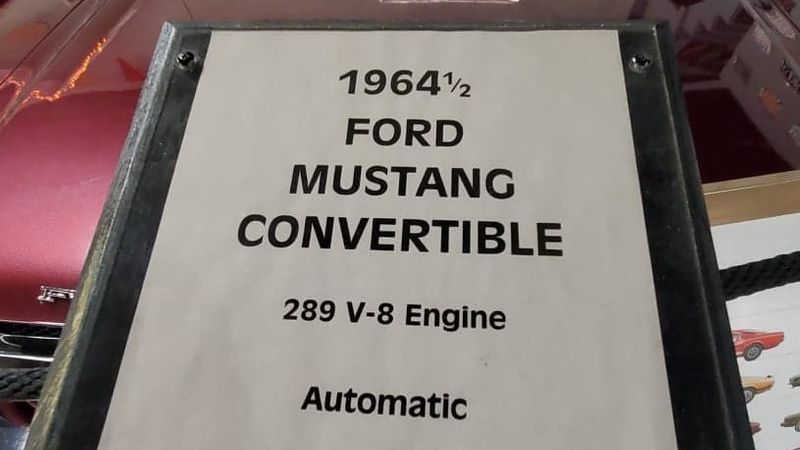 1964½
FORD
MUSTANG
CONVERTIBLE
289 V-8 Engine
Automatic